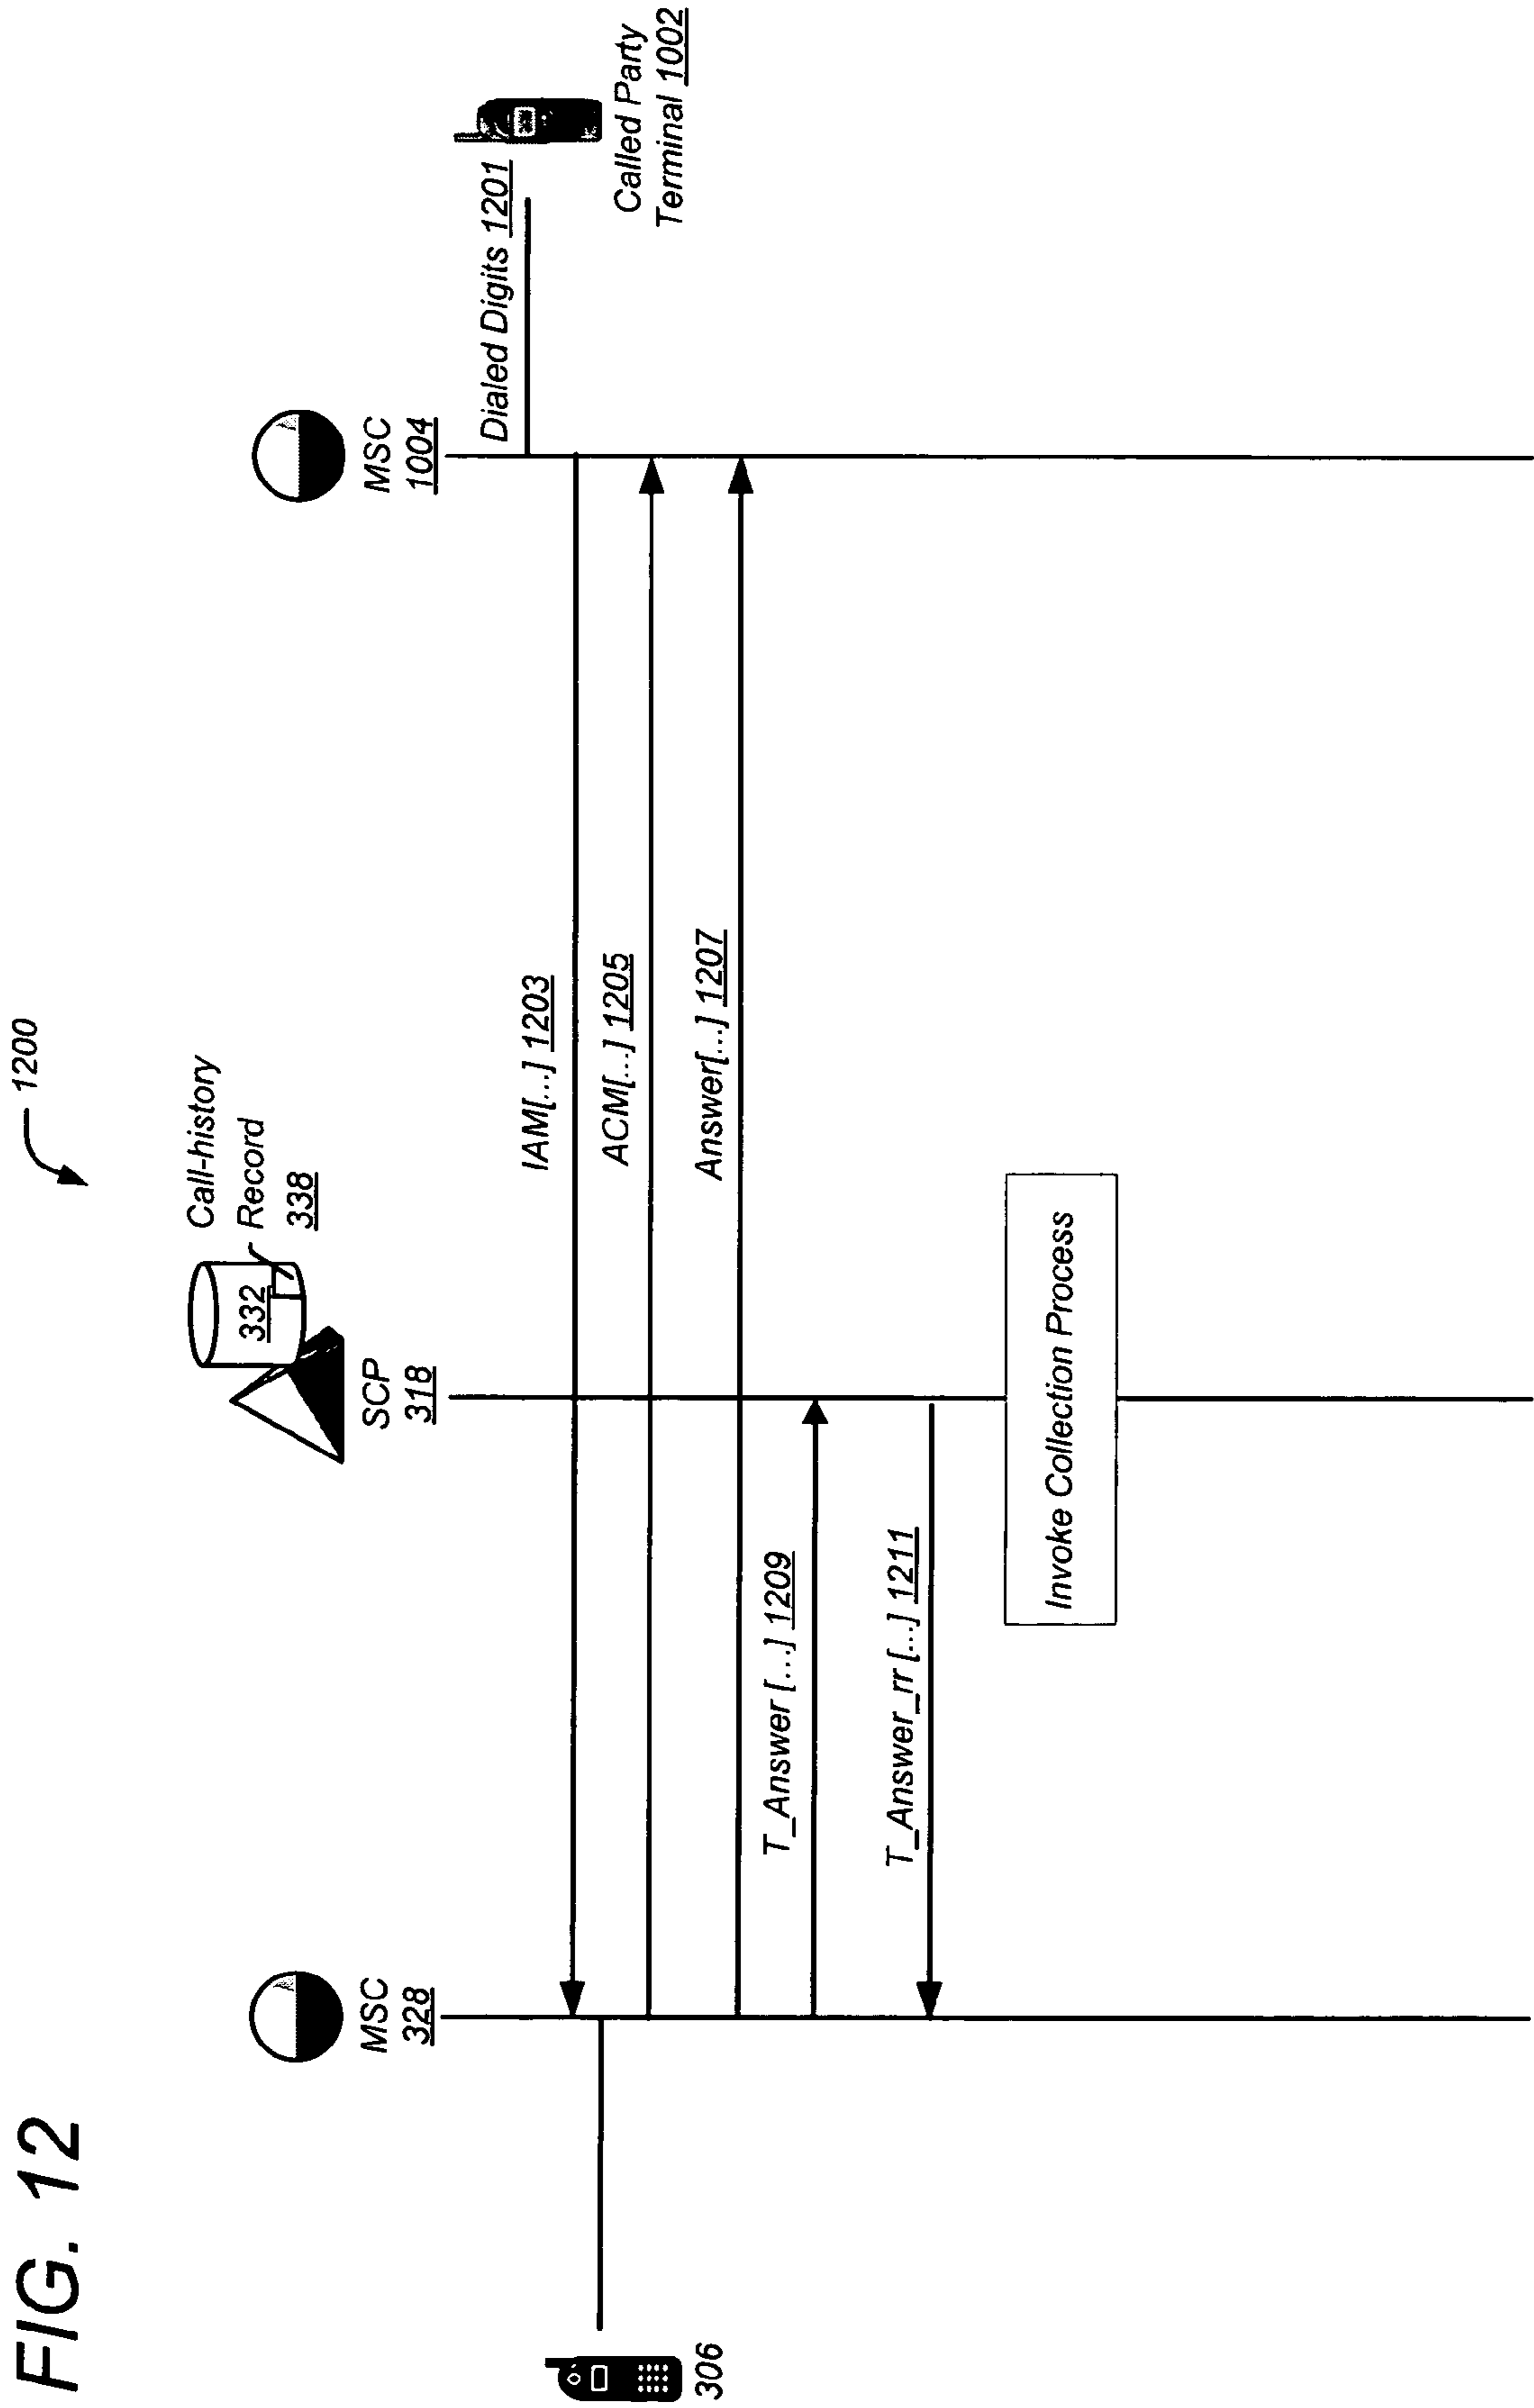 FIG. 12
1200
Call-history
Record
338
332
MSC
328
SCP
318
MSC
1004
Dialed Digits 1201
Called Party
Terminal 1002
306
IAM[...] 1203
ACM[...] 1205
Answer[...] 1207
T_Answer [...] 1209
T_Answer_rr [...] 1211
Invoke Collection Process